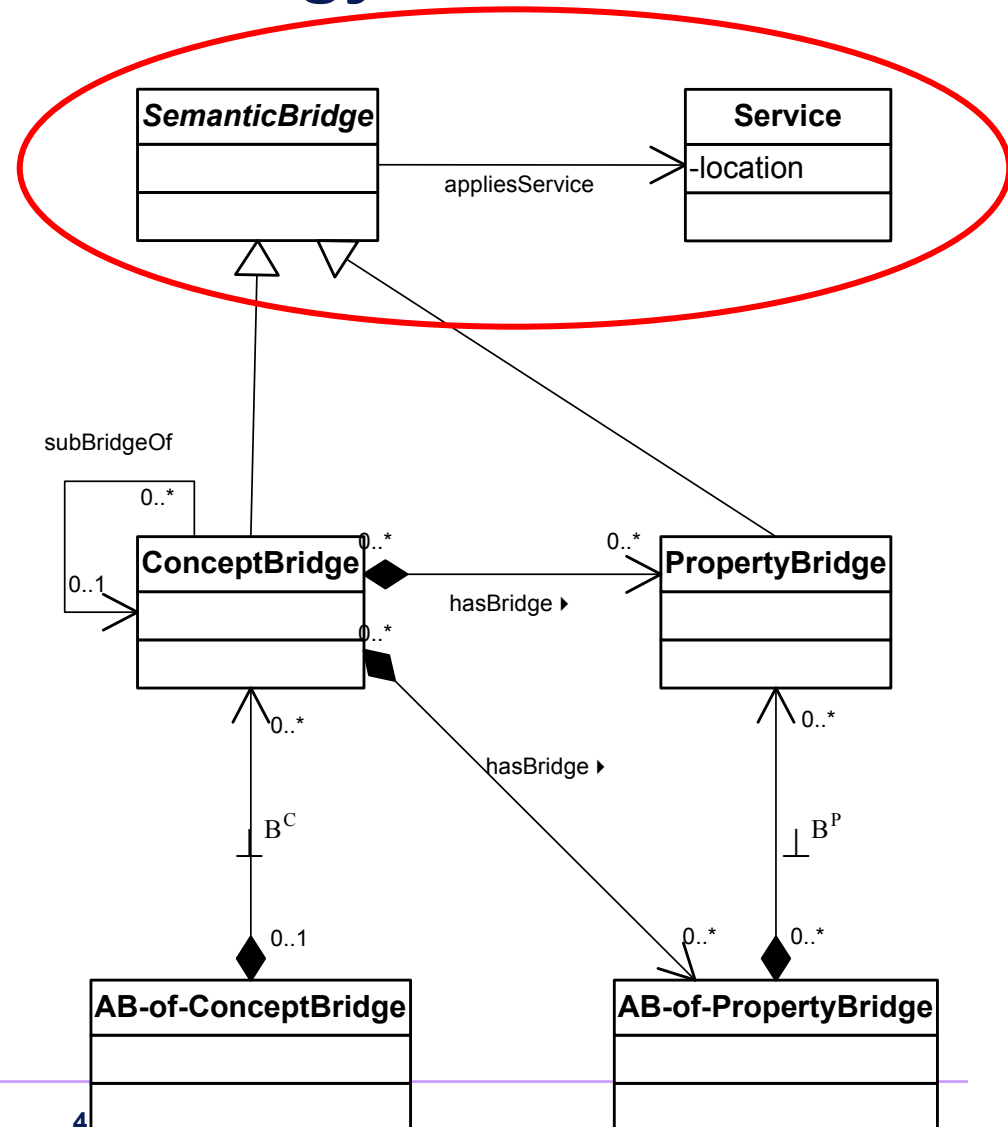 SemanticBridge
Service
-location
appliesService
subBridgeOf
0..*
0..1
ConceptBridge
0..*
0..*
PropertyBridge
hasBridge ▸
0..*
0..*
0..*
hasBridge ▸
⊥ B^C
⊥ B^P
0..1
0..*
0..*
AB-of-ConceptBridge
AB-of-PropertyBridge
4